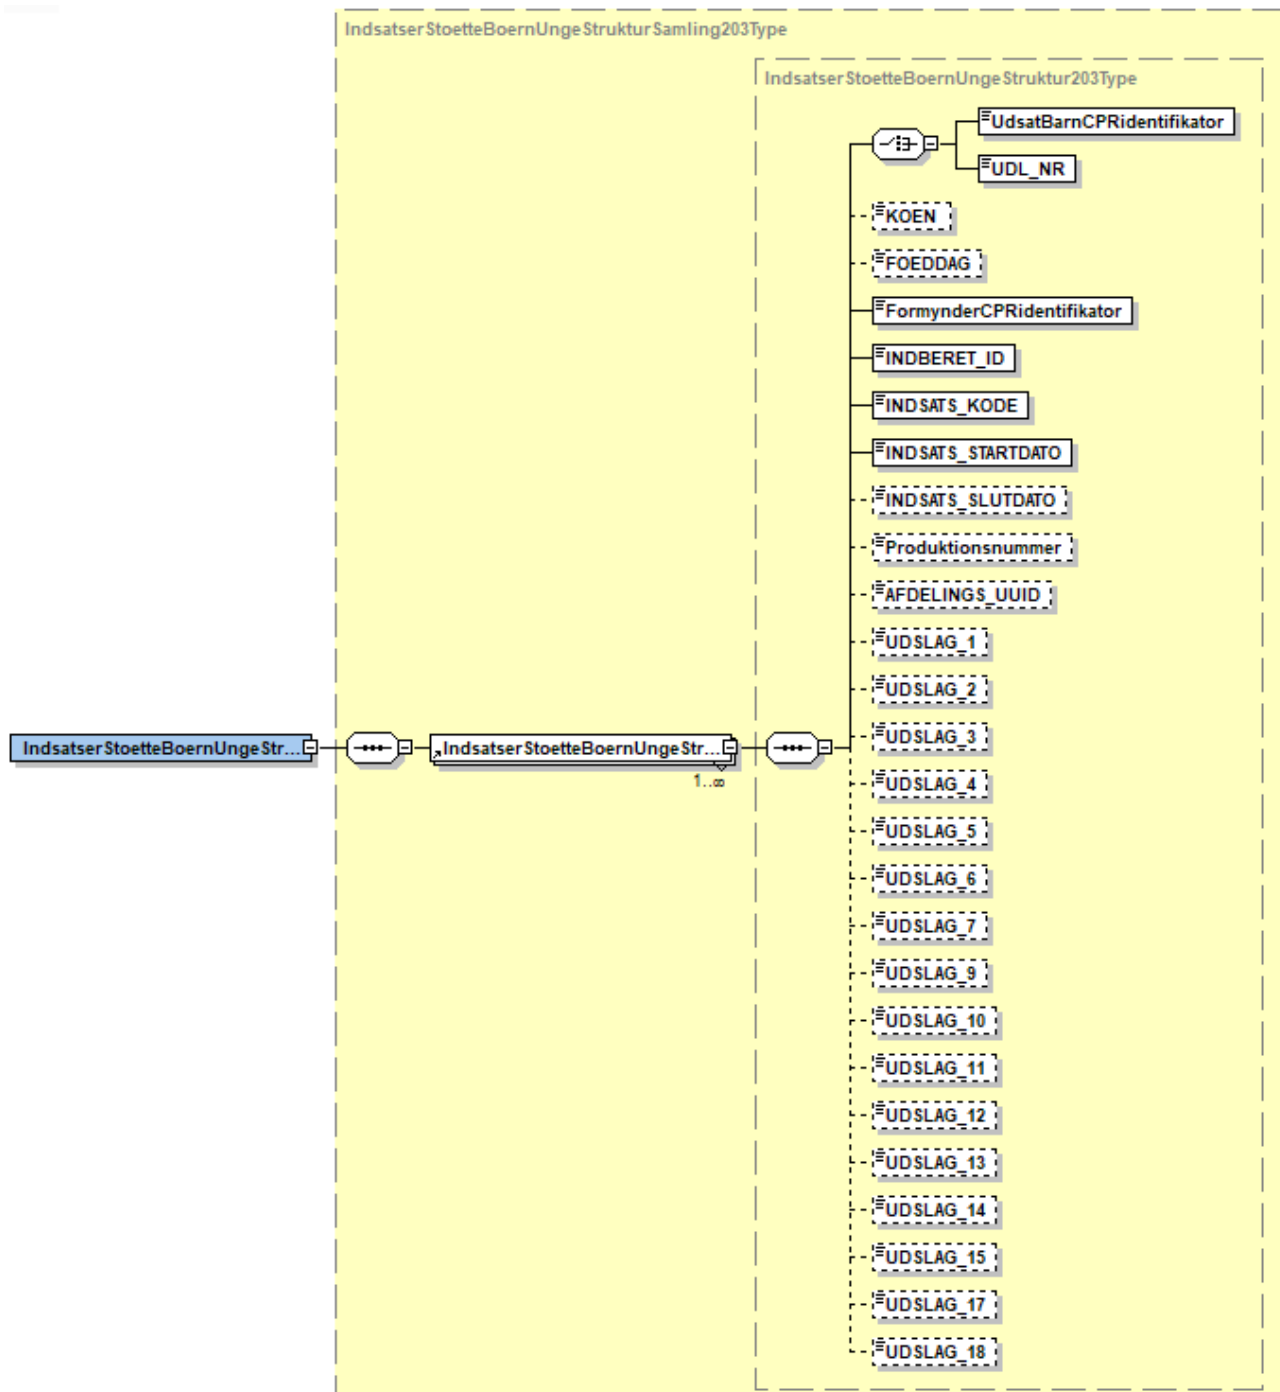 IndsatserStoetteBoernUngeStrukturSamling203Type
IndsatserStoetteBoernUngeStruktur203Type
UdsatBarnCPRidentifikator
UDL_NR
KOEN
FOEDDAG
FormynderCPRidentifikator
INDBERET_ID
INDSATS_KODE
INDSATS_STARTDATO
INDSATS_SLUTDATO
Produktionsnummer
AFDELINGS_UUID
UDSLAG_1
UDSLAG_2
UDSLAG_3
IndsatserStoetteBoernUngeStr...
IndsatserStoetteBoernUngeStr...
1..∞
UDSLAG_4
UDSLAG_5
UDSLAG_6
UDSLAG_7
UDSLAG_9
UDSLAG_10
UDSLAG_11
UDSLAG_12
UDSLAG_13
UDSLAG_14
UDSLAG_15
UDSLAG_17
UDSLAG_18